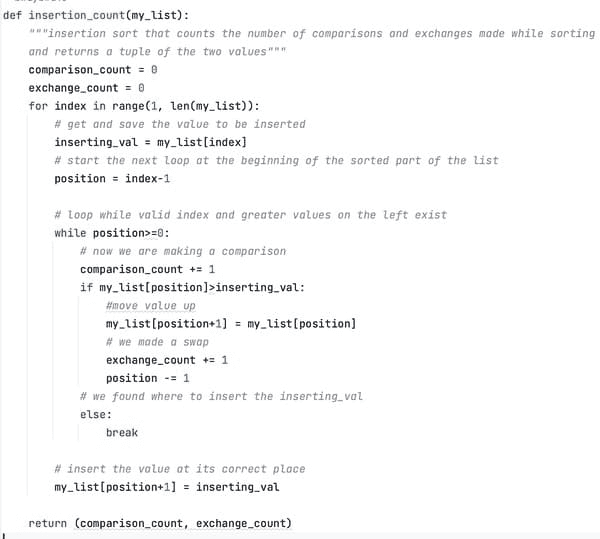 def insertion_count(my_list):
    """insertion sort that counts the number of comparisons and exchanges made while sorting
    and returns a tuple of the two values"""
    comparison_count = 0
    exchange_count = 0
    for index in range(1, len(my_list)):
        # get and save the value to be inserted
        inserting_val = my_list[index]
        # start the next loop at the beginning of the sorted part of the list
        position = index-1

        # loop while valid index and greater values on the left exist
        while position>=0:
            # now we are making a comparison
            comparison_count += 1
            if my_list[position]>inserting_val:
                #move value up
                my_list[position+1] = my_list[position]
                # we made a swap
                exchange_count += 1
                position -= 1
            # we found where to insert the inserting_val
            else:
                break

        # insert the value at its correct place
        my_list[position+1] = inserting_val

    return (comparison_count, exchange_count)